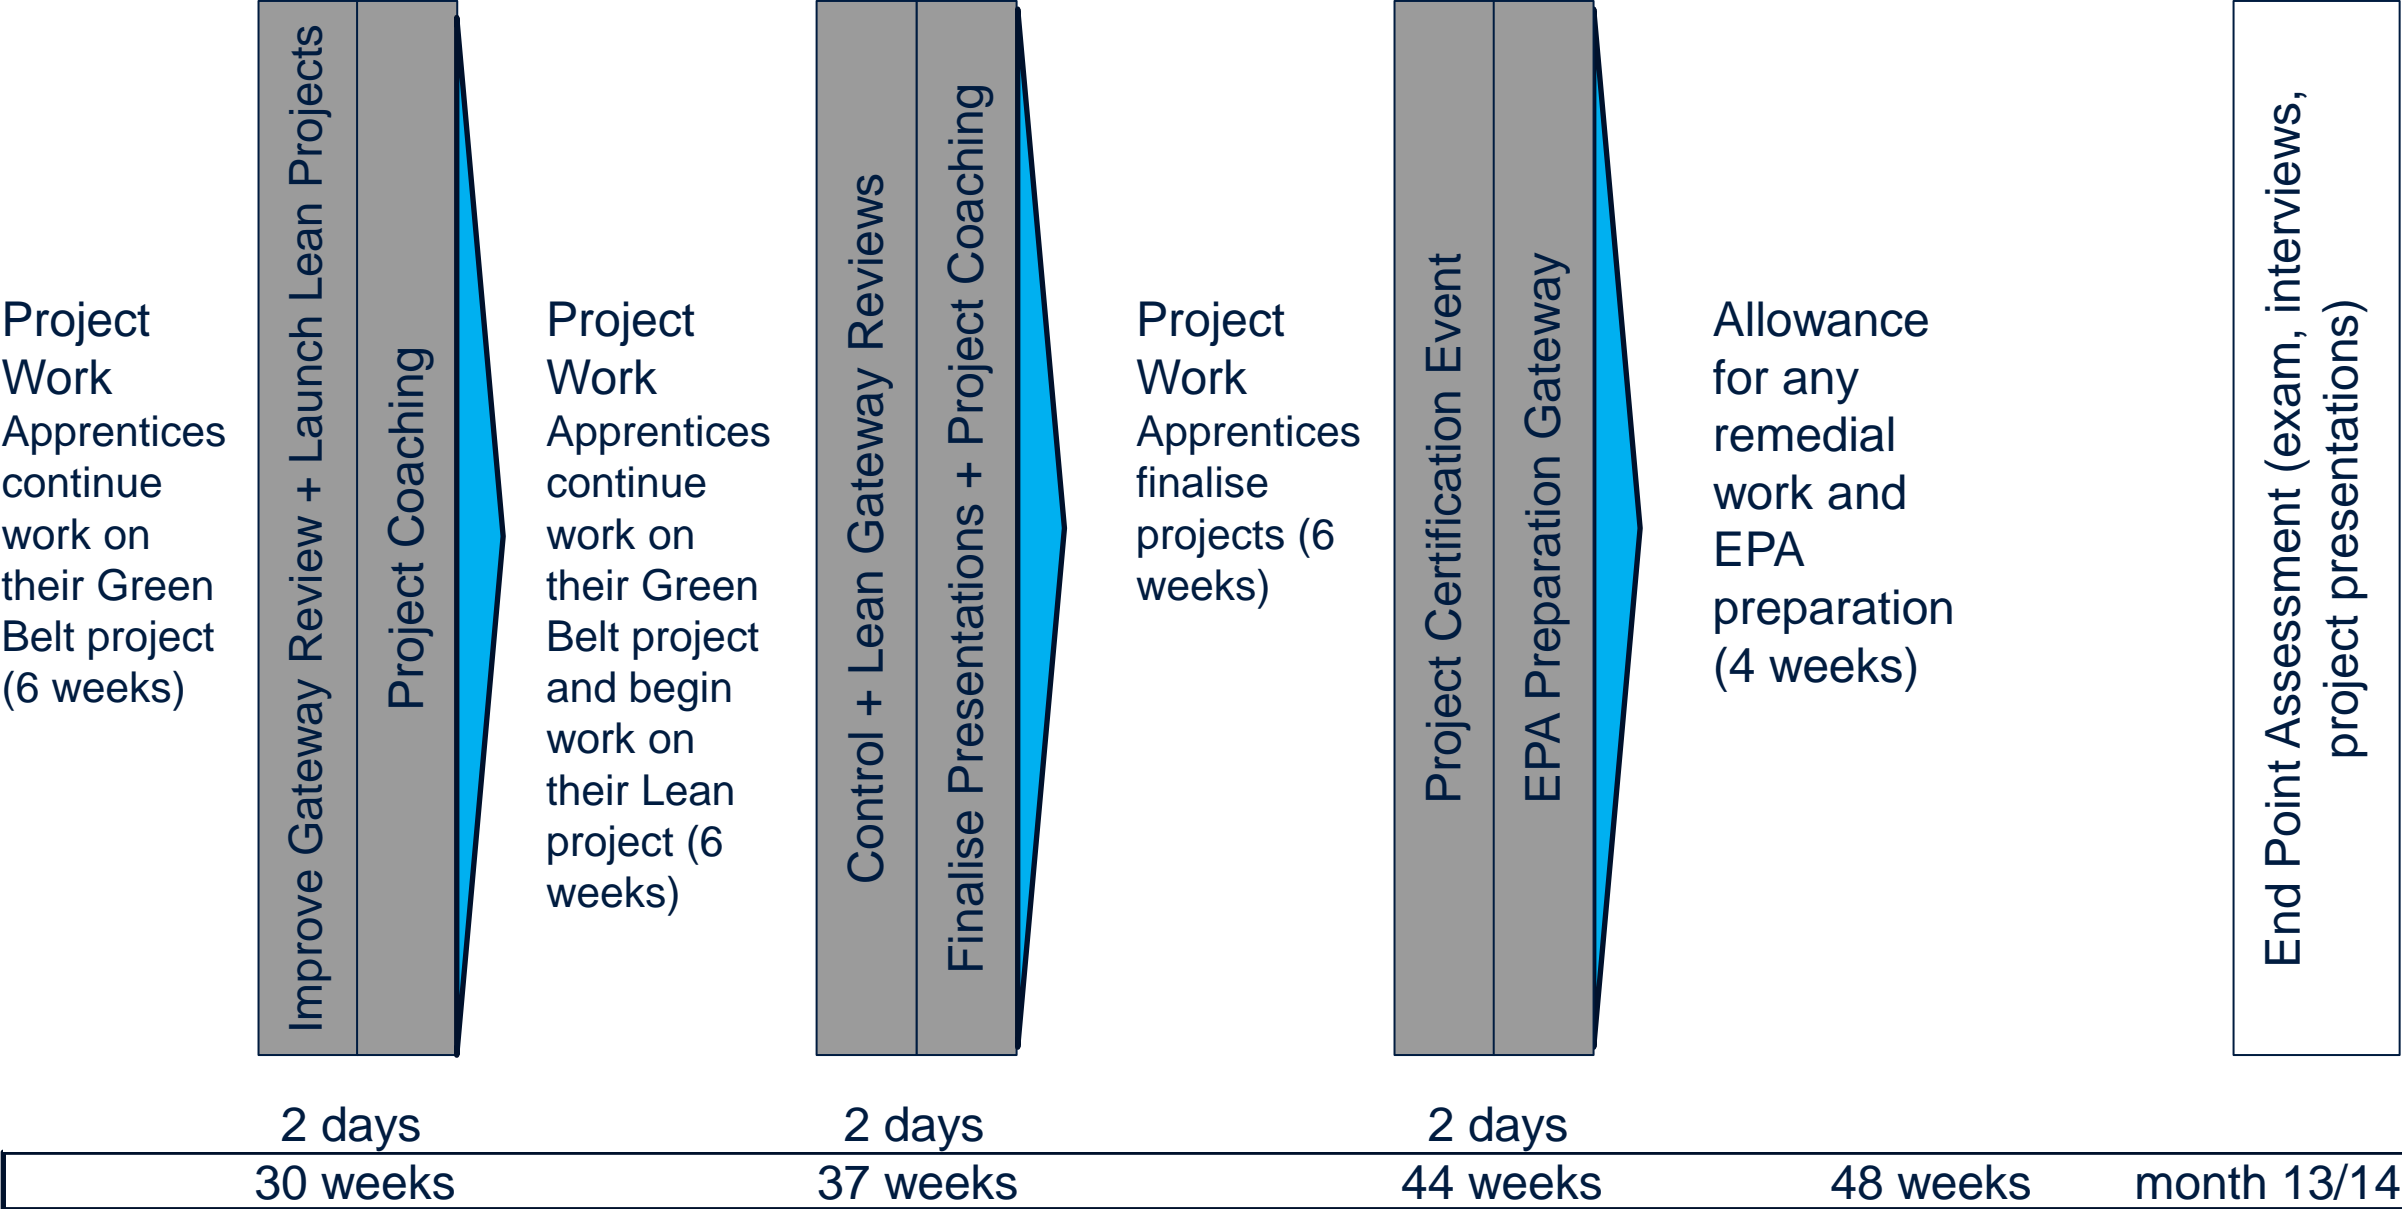 Project
Work
Apprentices
continue
work on
their Green
Belt project
(6 weeks)
Improve Gateway Review + Launch Lean Projects
Project Coaching
Project
Work
Apprentices
continue
work on
their Green
Belt project
and begin
work on
their Lean
project (6
weeks)
Control + Lean Gateway Reviews
Finalise Presentations + Project Coaching
Project
Work
Apprentices
finalise
projects (6
weeks)
Project Certification Event
EPA Preparation Gateway
Allowance
for any
remedial
work and
EPA
preparation
(4 weeks)
End Point Assessment (exam, interviews,
project presentations)
2 days
2 days
2 days
30 weeks
37 weeks
44 weeks
48 weeks
month 13/14